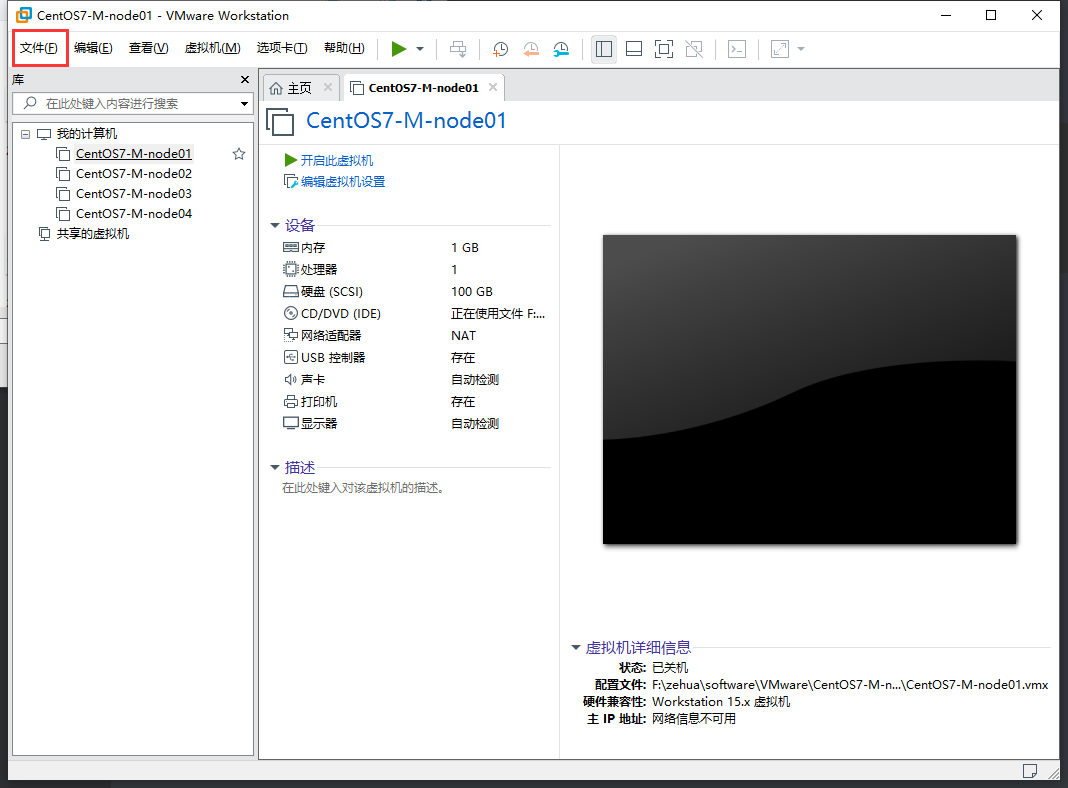 CentOS7-M-node01 - VMware Workstation
文件(F) 编辑(E) 查看(V) 虚拟机(M) 选项卡(T) 帮助(H)
库
在此处键入内容进行搜索
我的计算机
CentOS7-M-node01
CentOS7-M-node02
CentOS7-M-node03
CentOS7-M-node04
共享的虚拟机
主页 CentOS7-M-node01
CentOS7-M-node01
开启此虚拟机
编辑虚拟机设置
设备
内存 1 GB
处理器 1
硬盘 (SCSI) 100 GB
CD/DVD (IDE) 正在使用文件 F:...
网络适配器 NAT
USB 控制器 存在
声卡 自动检测
打印机 存在
显示器 自动检测
描述
在此处键入对该虚拟机的描述。
虚拟机详细信息
状态: 已关机
配置文件: F:\zehua\software\VMware\CentOS7-M-n...\CentOS7-M-node01.vmx
硬件兼容性: Workstation 15.x 虚拟机
主 IP 地址: 网络信息不可用